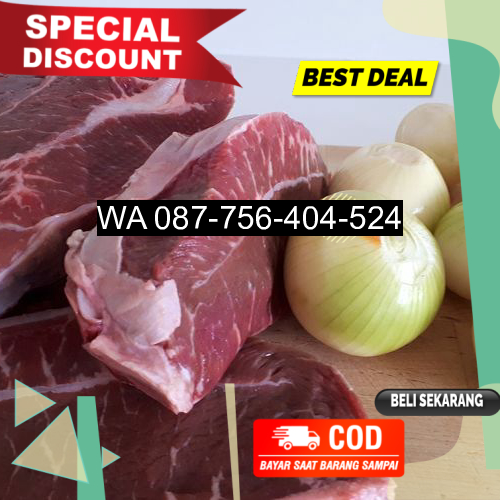 SPECIAL
DISCOUNT
BEST DEAL
WA 087-756-404-524
BELI SEKARANG
COD
BAYAR SAAT BARANG SAMPAI